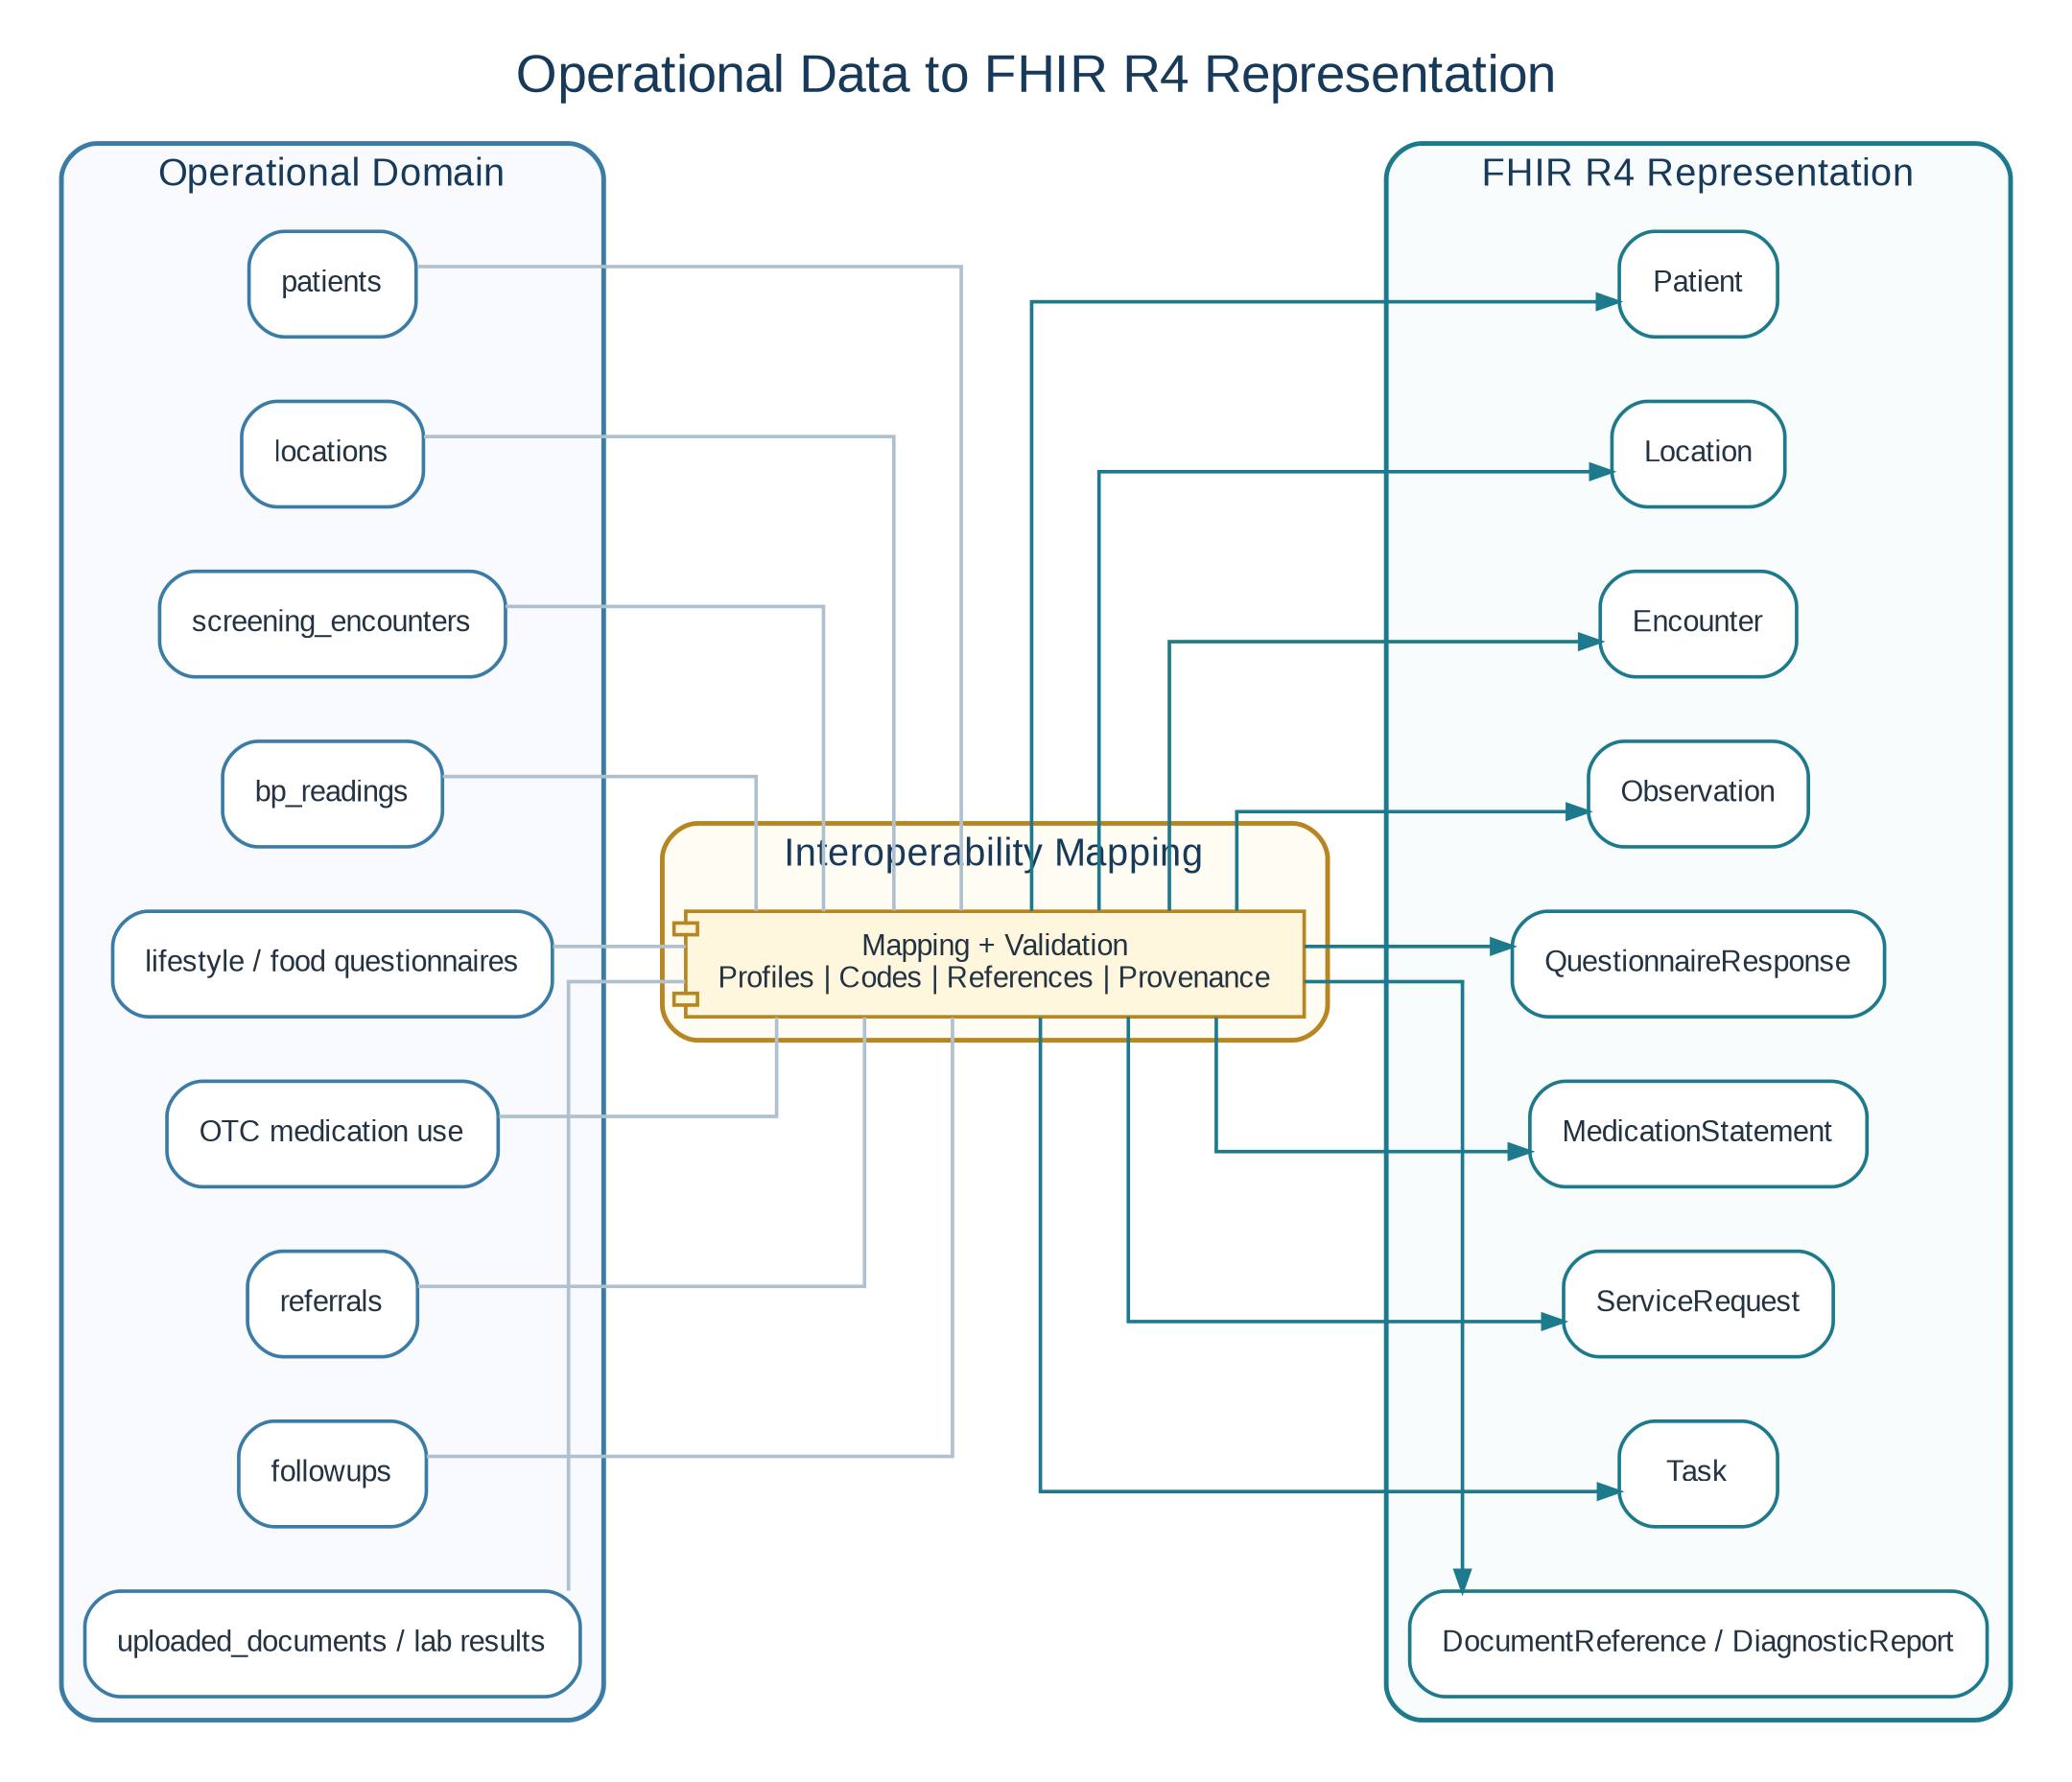 Operational Data to FHIR R4 Representation
Operational Domain
patients
locations
screening_encounters
bp_readings
lifestyle / food questionnaires
OTC medication use
referrals
followups
uploaded_documents / lab results
Interoperability Mapping
Mapping + Validation
Profiles | Codes | References | Provenance
FHIR R4 Representation
Patient
Location
Encounter
Observation
QuestionnaireResponse
MedicationStatement
ServiceRequest
Task
DocumentReference / DiagnosticReport